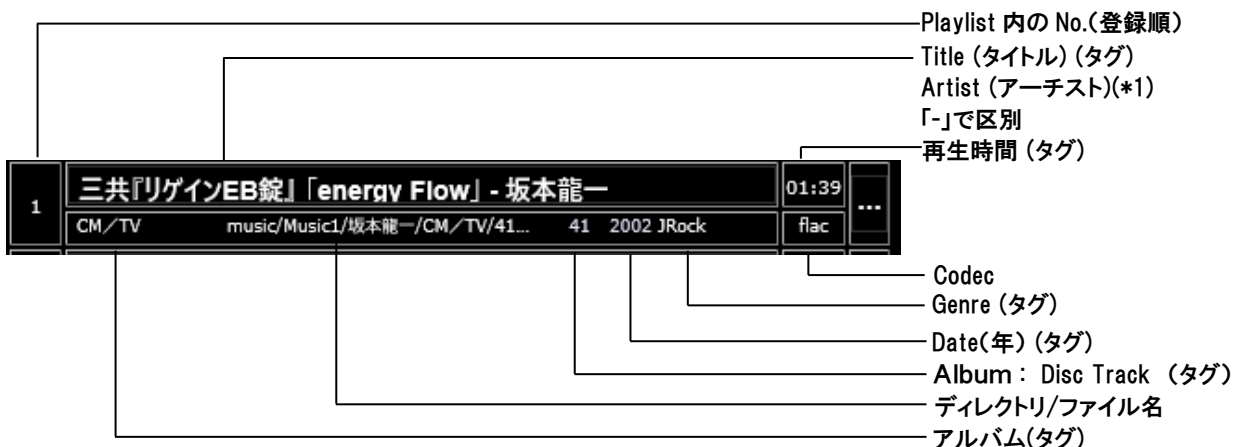 Playlist 内の No.(登録順)
Title (タイトル) (タグ)
Artist (アーチスト)(*1)
「-」で区別
再生時間 (タグ)
1
三共『リゲインEB錠』「energy Flow」 - 坂本龍一
01:39
...
CM／TV music/Music1/坂本龍一/CM／TV/41... 41 2002 JRock
flac
Codec
Genre (タグ)
Date(年) (タグ)
Album : Disc Track (タグ)
ディレクトリ/ファイル名
アルバム(タグ)